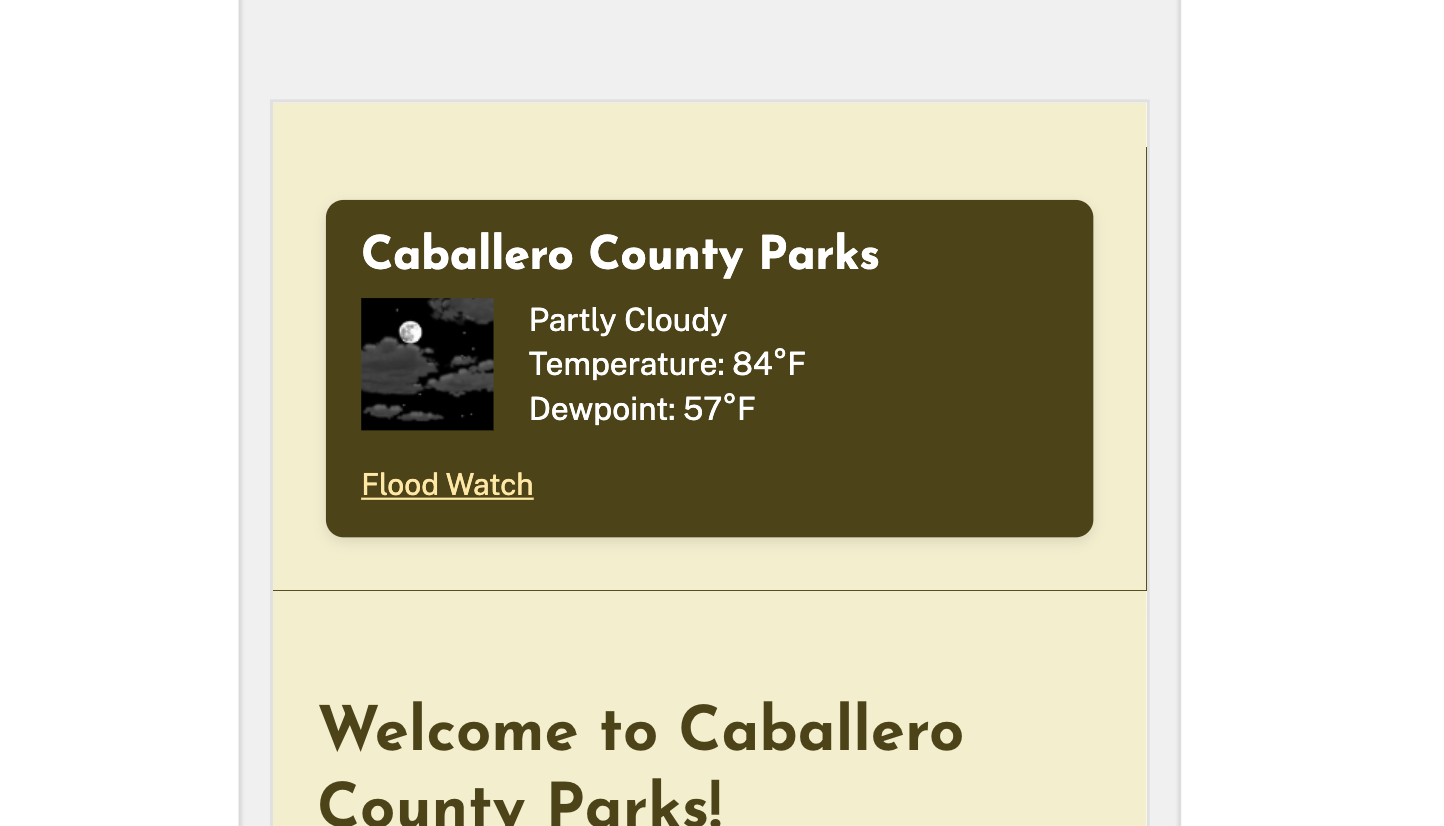 Caballero County Parks
Partly Cloudy
Temperature: 84°F
Dewpoint: 57°F
Flood Watch
Welcome to Caballero
County Parks!